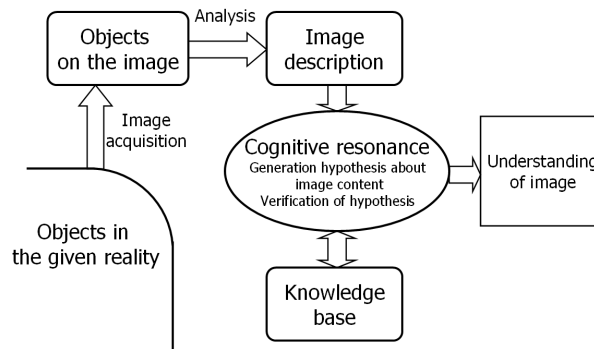 Analysis
Objects
on the image
Image
description
Image
acquisition
Cognitive resonance
Generation hypothesis about
image content
Verification of hypothesis
Understanding
of image
Objects in
the given reality
Knowledge
base